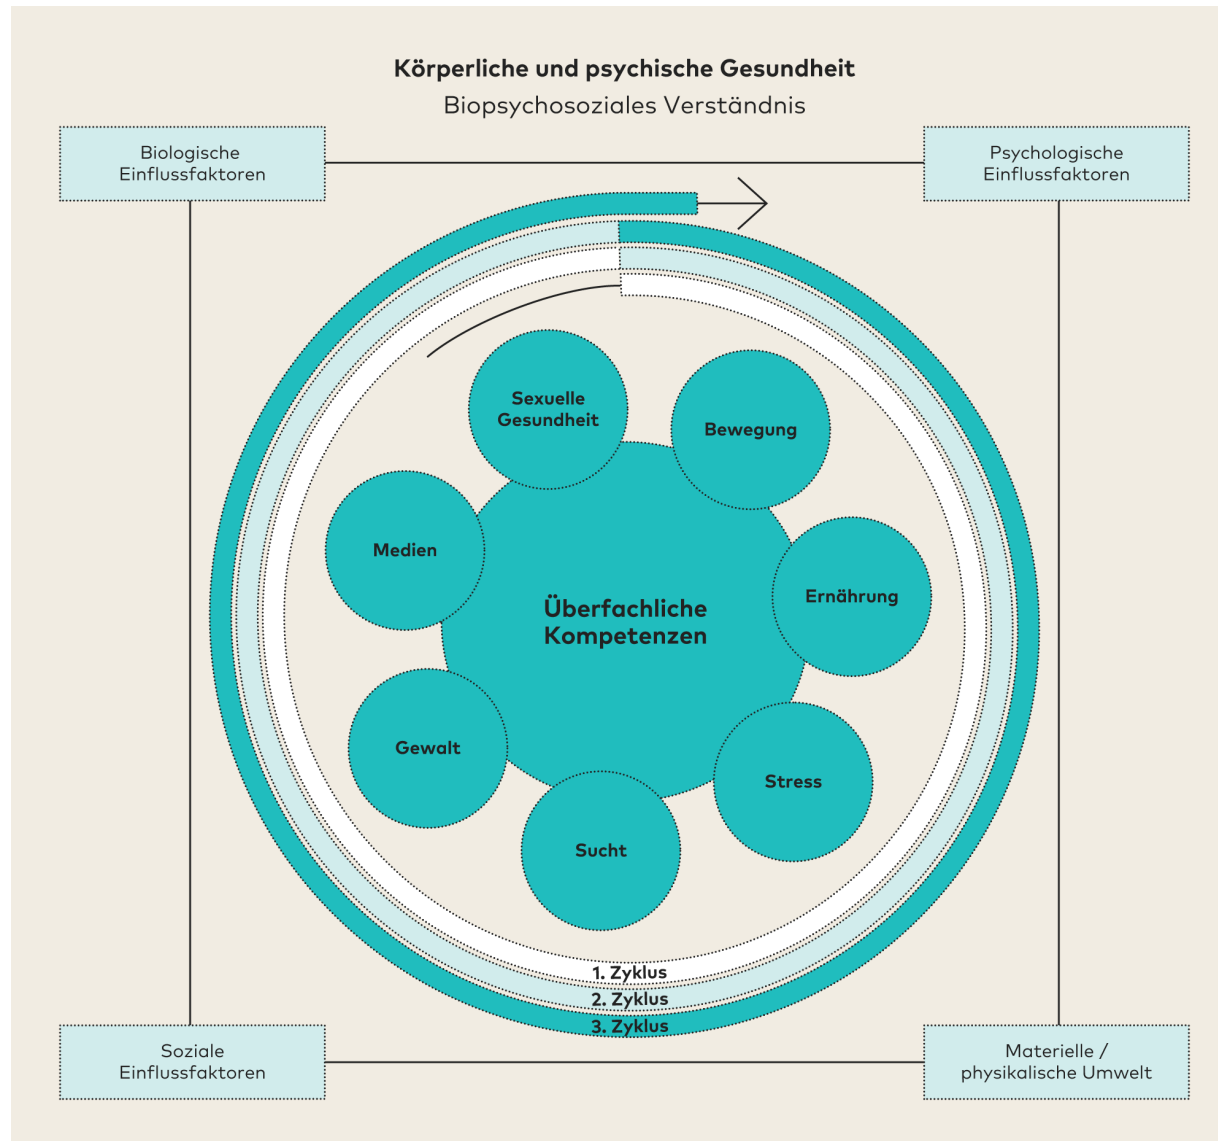 Körperliche und psychische Gesundheit
Biopsychosoziales Verständnis
Biologische
Einflussfaktoren
Psychologische
Einflussfaktoren
Sexuelle
Gesundheit
Bewegung
Medien
Ernährung
Überfachliche
Kompetenzen
Gewalt
Stress
Sucht
1. Zyklus
2. Zyklus
3. Zyklus
Soziale
Einflussfaktoren
Materielle /
physikalische Umwelt